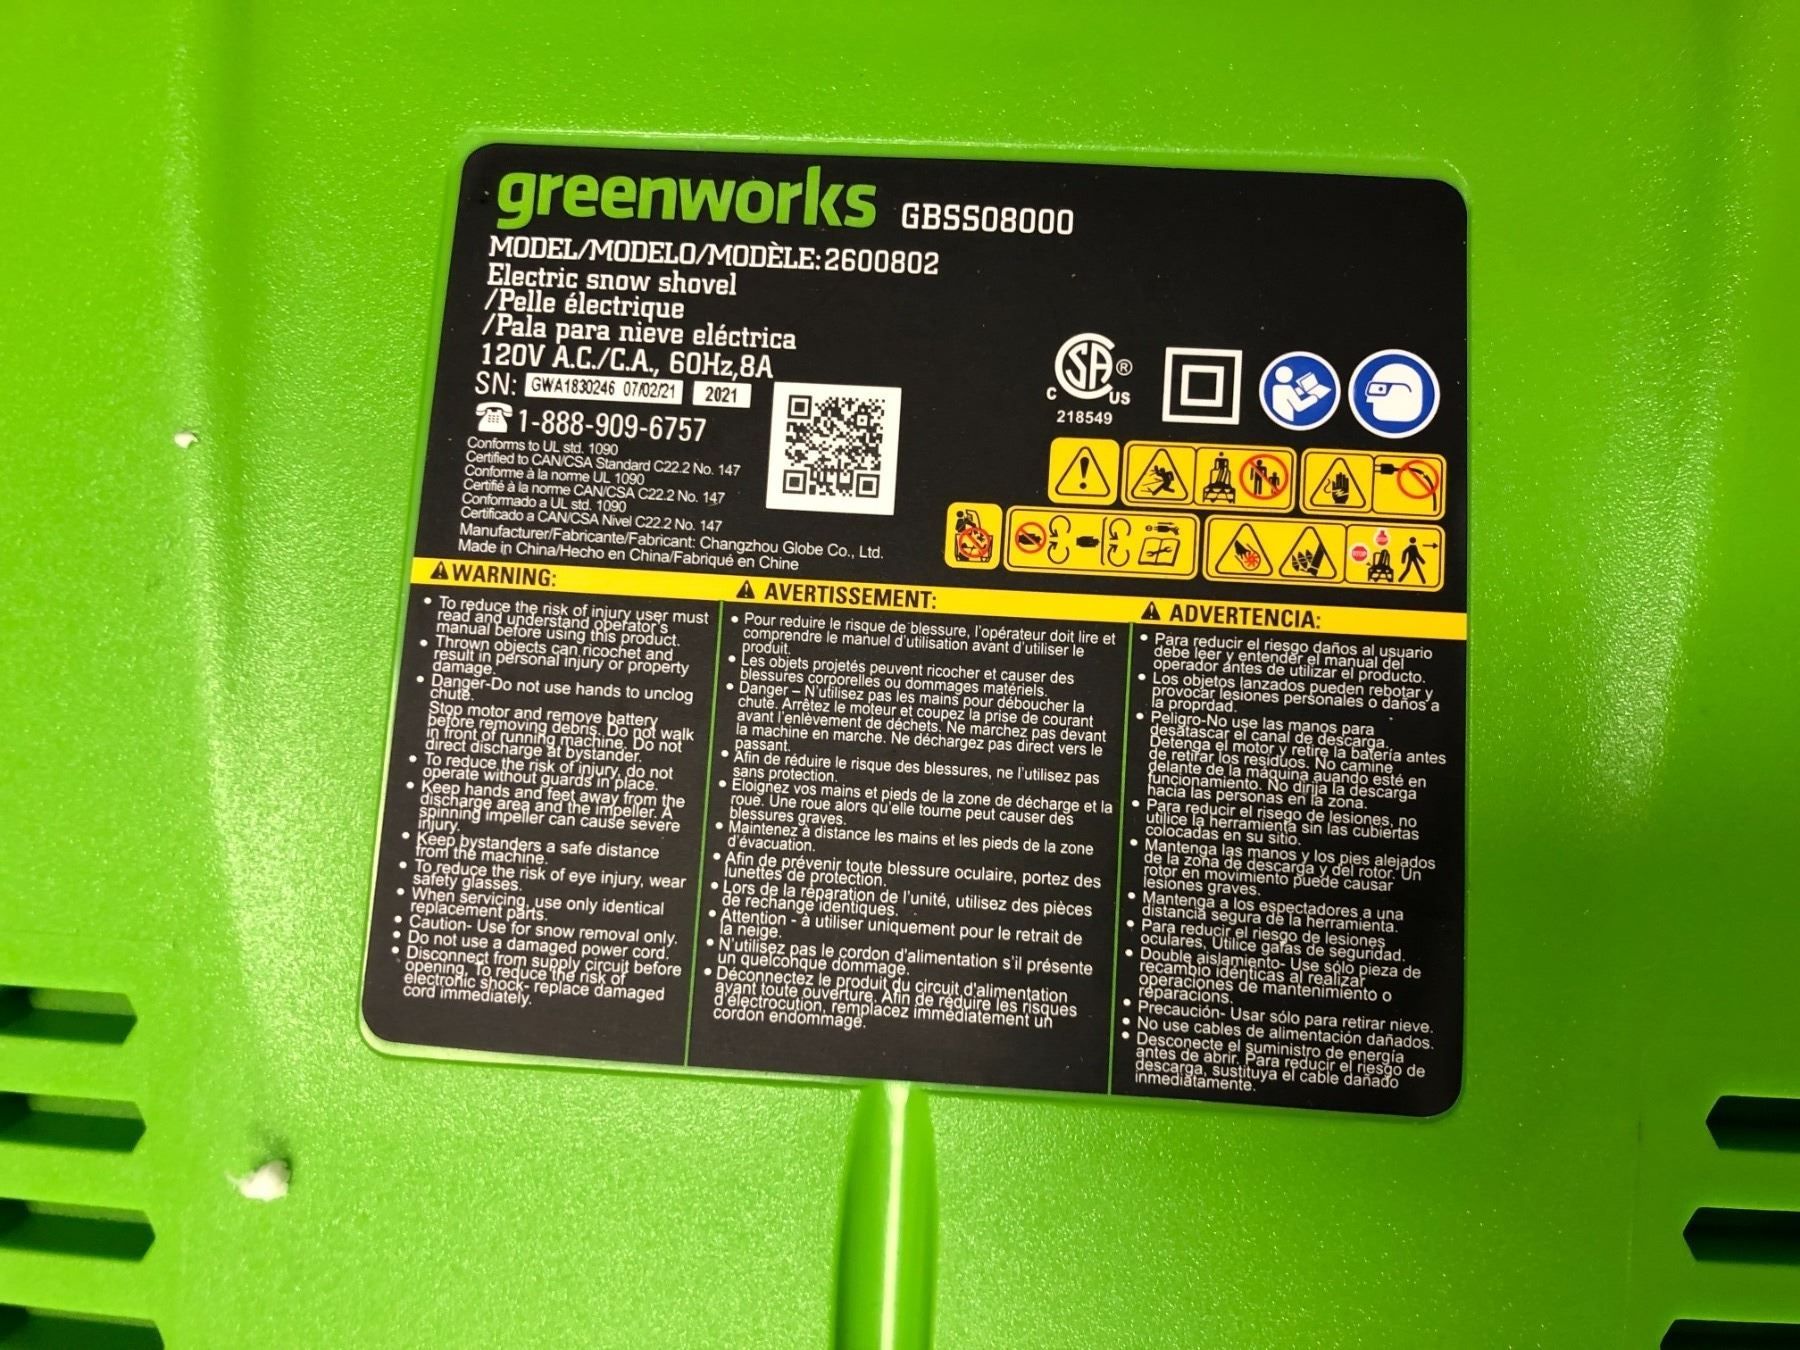 greenworks GBSS08000
MODEL/MODELO/MODÈLE:2600802
Electric snow shovel
/Pelle électrique
/Pala para nieve eléctrica
120V A.C./C.A., 60Hz,8A
SN: GWA1830246 07/02/21 2021
1-888-909-6757
Conforms to UL std. 1090
Certified to CAN/CSA Standard C22.2 No. 147
Conforme à la norme UL 1090
Certifié à la norme CAN/CSA C22.2 No. 147
Conformado a UL std. 1090
Certificado a CAN/CSA Nivel C22.2 No. 147
Manufacturer/Fabricante/Fabricant: Changzhou Globe Co., Ltd.
Made in China/Hecho en China/Fabriqué en Chine
CSA ®
C US
218549
STOP
WARNING:
• To reduce the risk of injury user must
read and understand operator's
manual before using this product.
• Thrown objects can ricochet and
result in personal injury or property
damage.
• Danger-Do not use hands to unclog
chute.
Stop motor and remove battery
before removing debris. Do not walk
in front of running machine. Do not
direct discharge at bystander.
• To reduce the risk of injury, do not
operate without guards in place.
• Keep hands and feet away from the
discharge area and the impeller. A
spinning impeller can cause severe
injury.
• Keep bystanders a safe distance
from the machine.
• To reduce the risk of eye injury, wear
safety glasses.
• When servicing, use only identical
replacement parts.
• Caution- Use for snow removal only.
• Do not use a damaged power cord.
• Disconnect from supply circuit before
opening, To reduce the risk of
electronic shock- replace damaged
cord immediately.
AVERTISSEMENT:
• Pour reduire le risque de blessure, l'opérateur doit lire et
comprendre le manuel d'utilisation avant d'utiliser le
produit.
• Les objets projetés peuvent ricocher et causer des
blessures corporelles ou dommages matériels.
• Danger – N'utilisez pas les mains pour déboucher la
chute. Arrêtez le moteur et coupez la prise de courant
avant l'enlèvement de déchets. Ne marchez pas devant
la machine en marche. Ne déchargez pas direct vers le
passant.
• Afin de réduire le risque des blessures, ne l'utilisez pas
sans protection.
• Eloignez vos mains et pieds de la zone de décharge et la
roue. Une roue alors qu'elle tourne peut causer des
blessures graves.
• Maintenez à distance les mains et les pieds de la zone
d'évacuation.
• Afin de prévenir toute blessure oculaire, portez des
lunettes de protection.
• Lors de la réparation de l'unité, utilisez des pièces
de rechange identiques.
• Attention - à utiliser uniquement pour le retrait de
la neige.
• N'utilisez pas le cordon d'alimentation s'il présente
un quelconque dommage.
• Déconnectez le produit du circuit d'alimentation
avant toute ouverture. Afin de réduire les risques
d'électrocution, remplacez immédiatement un
cordon endommagé.
ADVERTENCIA:
• Para reducir el riesgo daños al usuario
debe leer y entender el manual del
operador antes de utilizar el producto.
• Los objetos lanzados pueden rebotar y
provocar lesiones personales o daños a
la proprdad.
• Peligro-No use las manos para
desatascar el canal de descarga.
Detenga el motor y retire la batería antes
de retirar los residuos. No camine
delante de la máquina auando esté en
funcionamiento. No dirija la descarga
hacia las personas en la zona.
• Para reducir el risego de lesiones, no
utilice la herramienta sin las cubiertas
colocadas en su sitio.
• Mantenga las manos y los pies alejados
de la zona de descarga y del rotor. Un
rotor en movimiento puede causar
lesiones graves.
• Mantenga a los espectadores a una
distancia segura de la herramienta.
• Para reducir el riesgo de lesiones
oculares, Utilice gafas de seguridad.
• Double aislamiento- Use sólo pieza de
recambio idénticas al realizar
operaciones de mantenimiento o
reparacions.
• Precaución- Usar sólo para retirar nieve.
• No use cables de alimentación dañados.
• Desconecte el suministro de energía
antes de abrir. Para reducir el riesgo de
descarga, sustituya el cable dañado
inmediatamente.